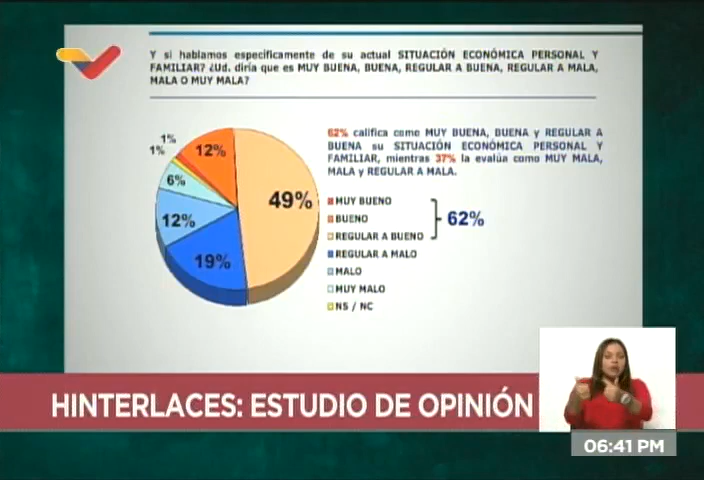 Y si hablamos específicamente de su actual SITUACIÓN ECONÓMICA PERSONAL Y
FAMILIAR? ¿Ud. diría que es MUY BUENA, BUENA, REGULAR A BUENA, REGULAR A MALA,
MALA O MUY MALA?
62% califica como MUY BUENA, BUENA y REGULAR A
BUENA su SITUACIÓN ECONÓMICA PERSONAL Y
FAMILIAR, mientras 37% la evalúa como MUY MALA,
MALA y REGULAR A MALA.
1%
1%
12%
49%
6%
12%
19%
MUY BUENO
BUENO
REGULAR A BUENO
62%
REGULAR A MALO
MALO
MUY MALO
NS / NC
HINTERLACES: ESTUDIO DE OPINIÓN
06:41 PM